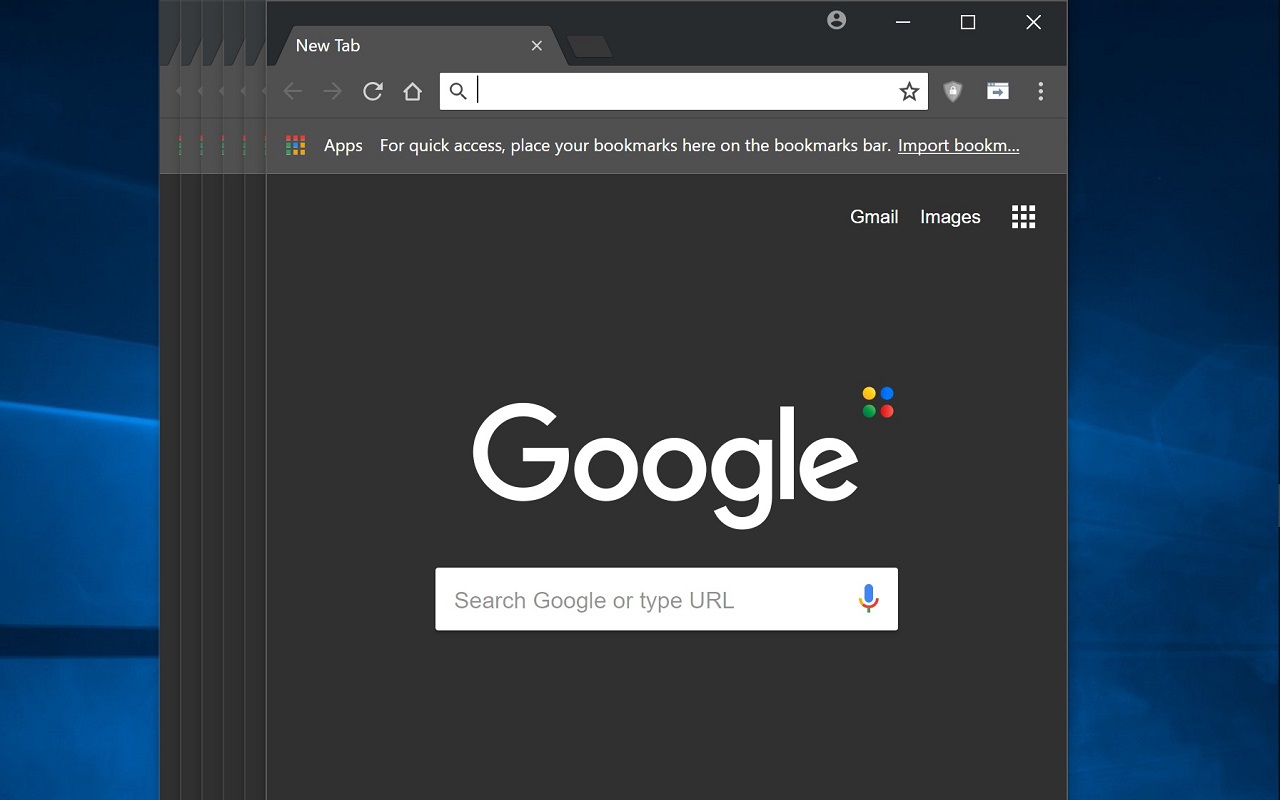 New Tab
Apps For quick access, place your bookmarks here on the bookmarks bar. Import bookm...
Gmail Images
Google
Search Google or type URL